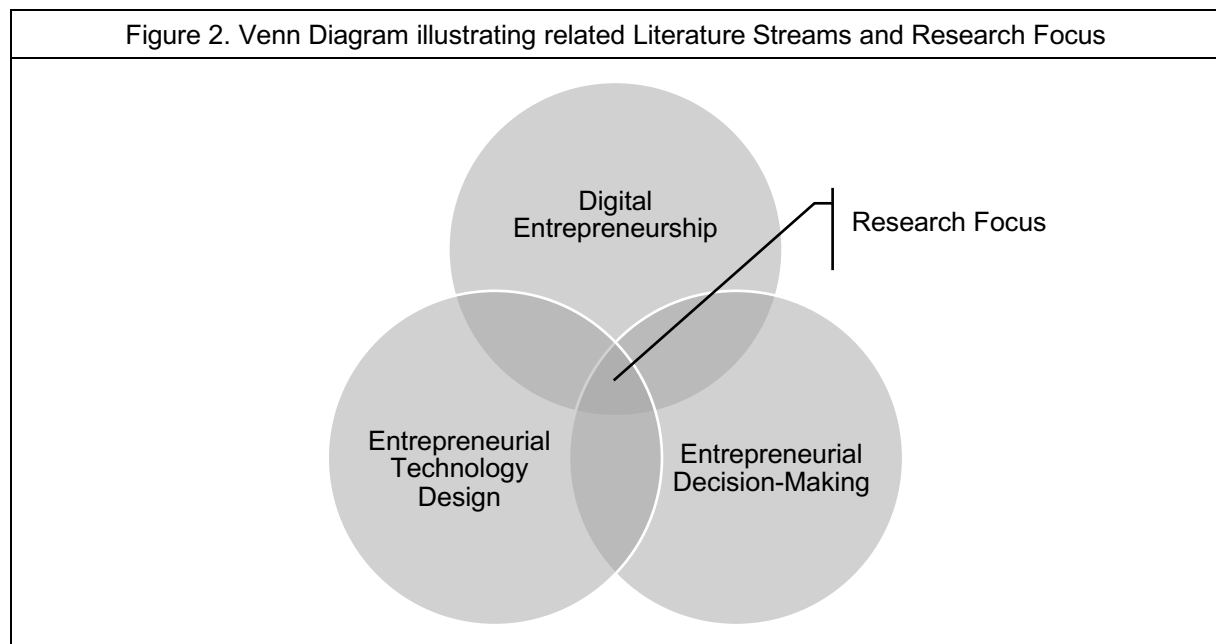 Figure 2. Venn Diagram illustrating related Literature Streams and Research Focus
Digital
Entrepreneurship
Research Focus
Entrepreneurial
Technology
Design
Entrepreneurial
Decision-Making